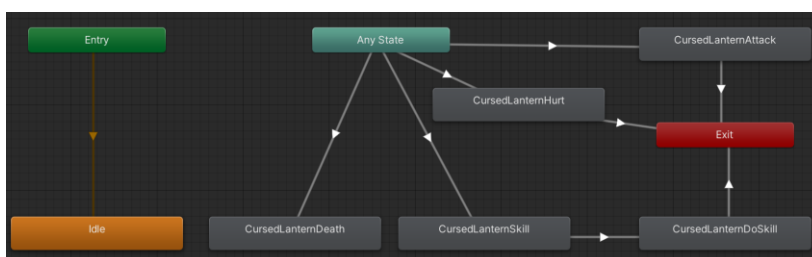 Entry
Any State
CursedLanternAttack
CursedLanternHurt
Exit
Idle
CursedLanternDeath
CursedLanternSkill
CursedLanternDoSkill